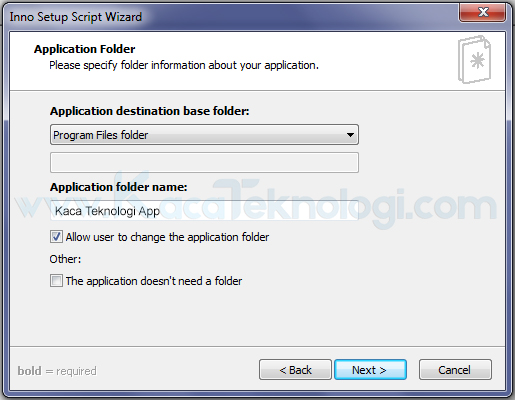 Inno Setup Script Wizard
Application Folder
Please specify folder information about your application.
Application destination base folder:
Program Files folder
Application folder name:
www.KacaTeknologi.com
Kaca Teknologi App
Allow user to change the application folder
Other:
The application doesn't need a folder
bold = required
< Back
Next >
Cancel